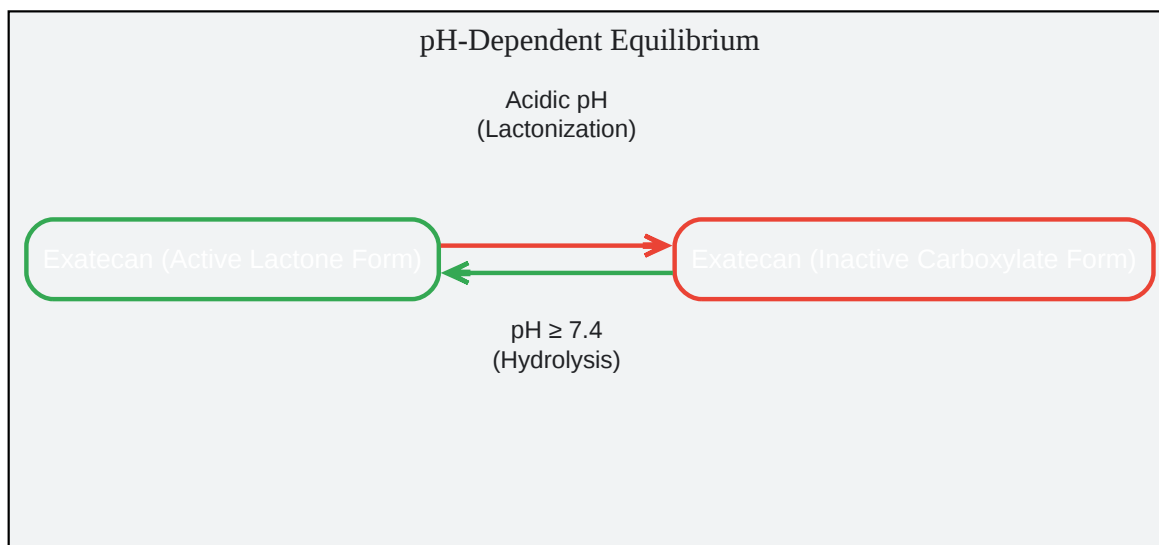 pH-Dependent Equilibrium
Acidic pH
(Lactonization)
Exatecan (Active Lactone Form)
Exatecan (Inactive Carboxylate Form)
pH ≥ 7.4
(Hydrolysis)